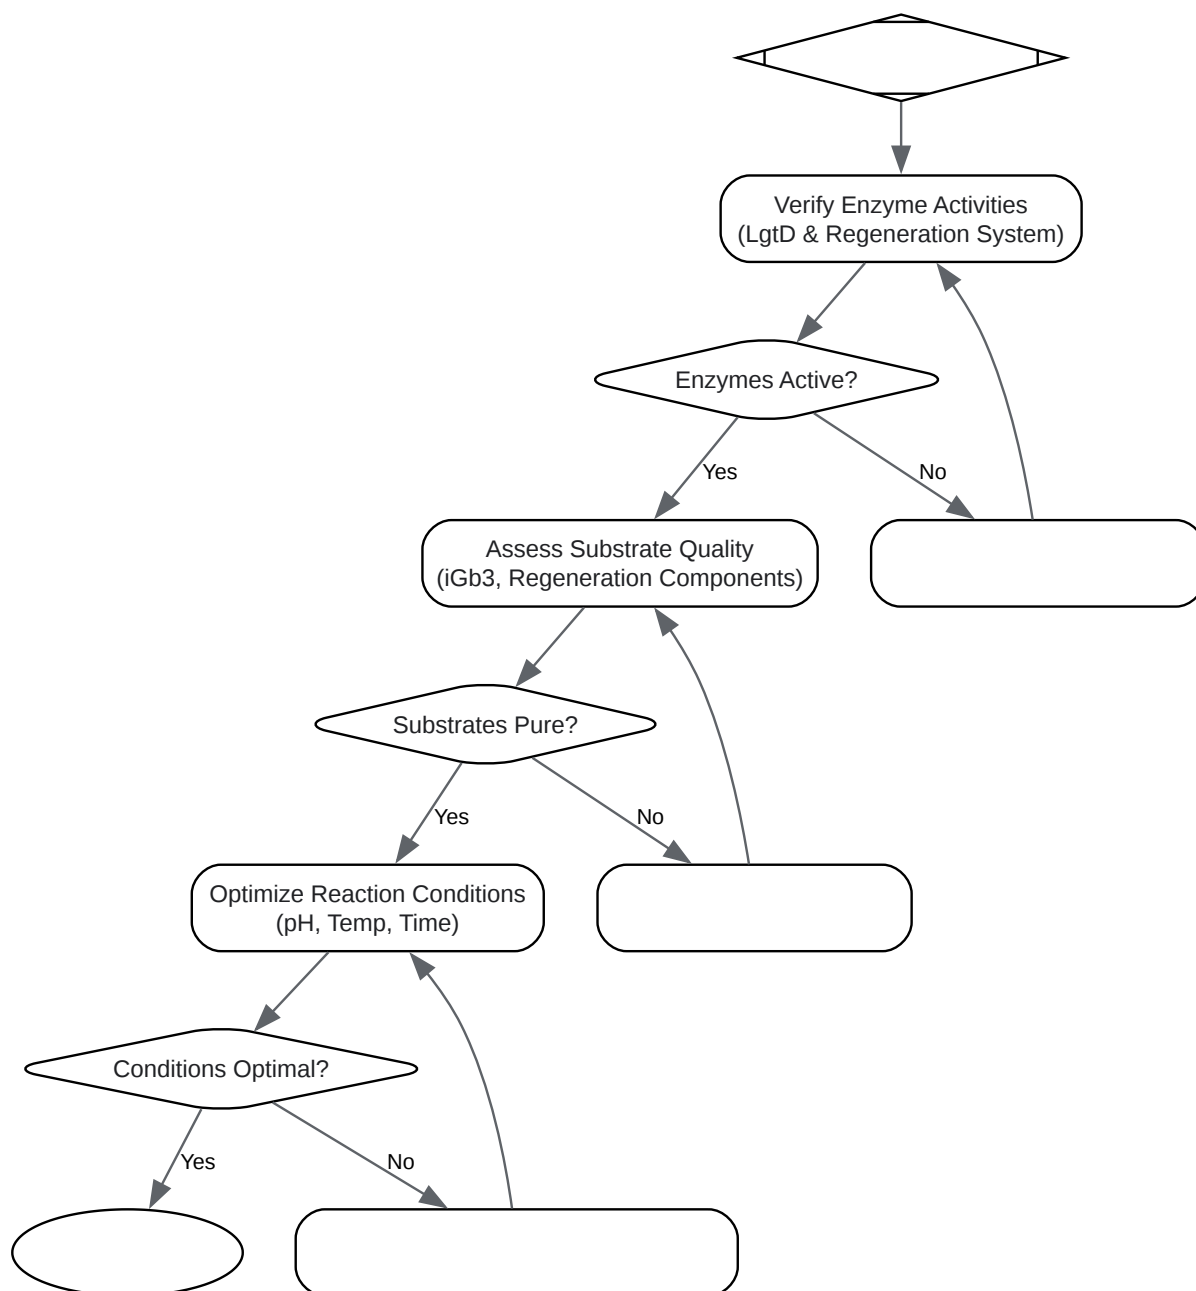 Verify Enzyme Activities
(LgtD & Regeneration System)
Enzymes Active?
Yes
No
Assess Substrate Quality
(iGb3, Regeneration Components)
Substrates Pure?
Yes
No
Optimize Reaction Conditions
(pH, Temp, Time)
Conditions Optimal?
Yes
No